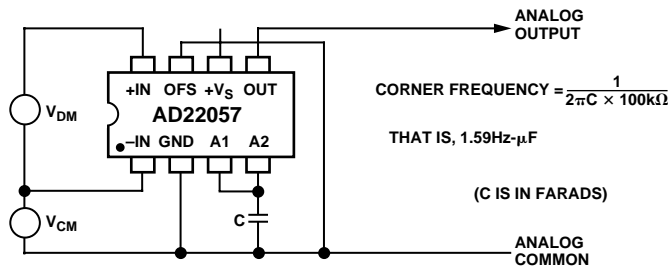 ANALOG
OUTPUT
+IN OFS +VS OUT
AD22057
–IN GND A1 A2
VDM
VCM
C
CORNER FREQUENCY = 1
2πC × 100kΩ
THAT IS, 1.59Hz-μF
(C IS IN FARADS)
ANALOG
COMMON